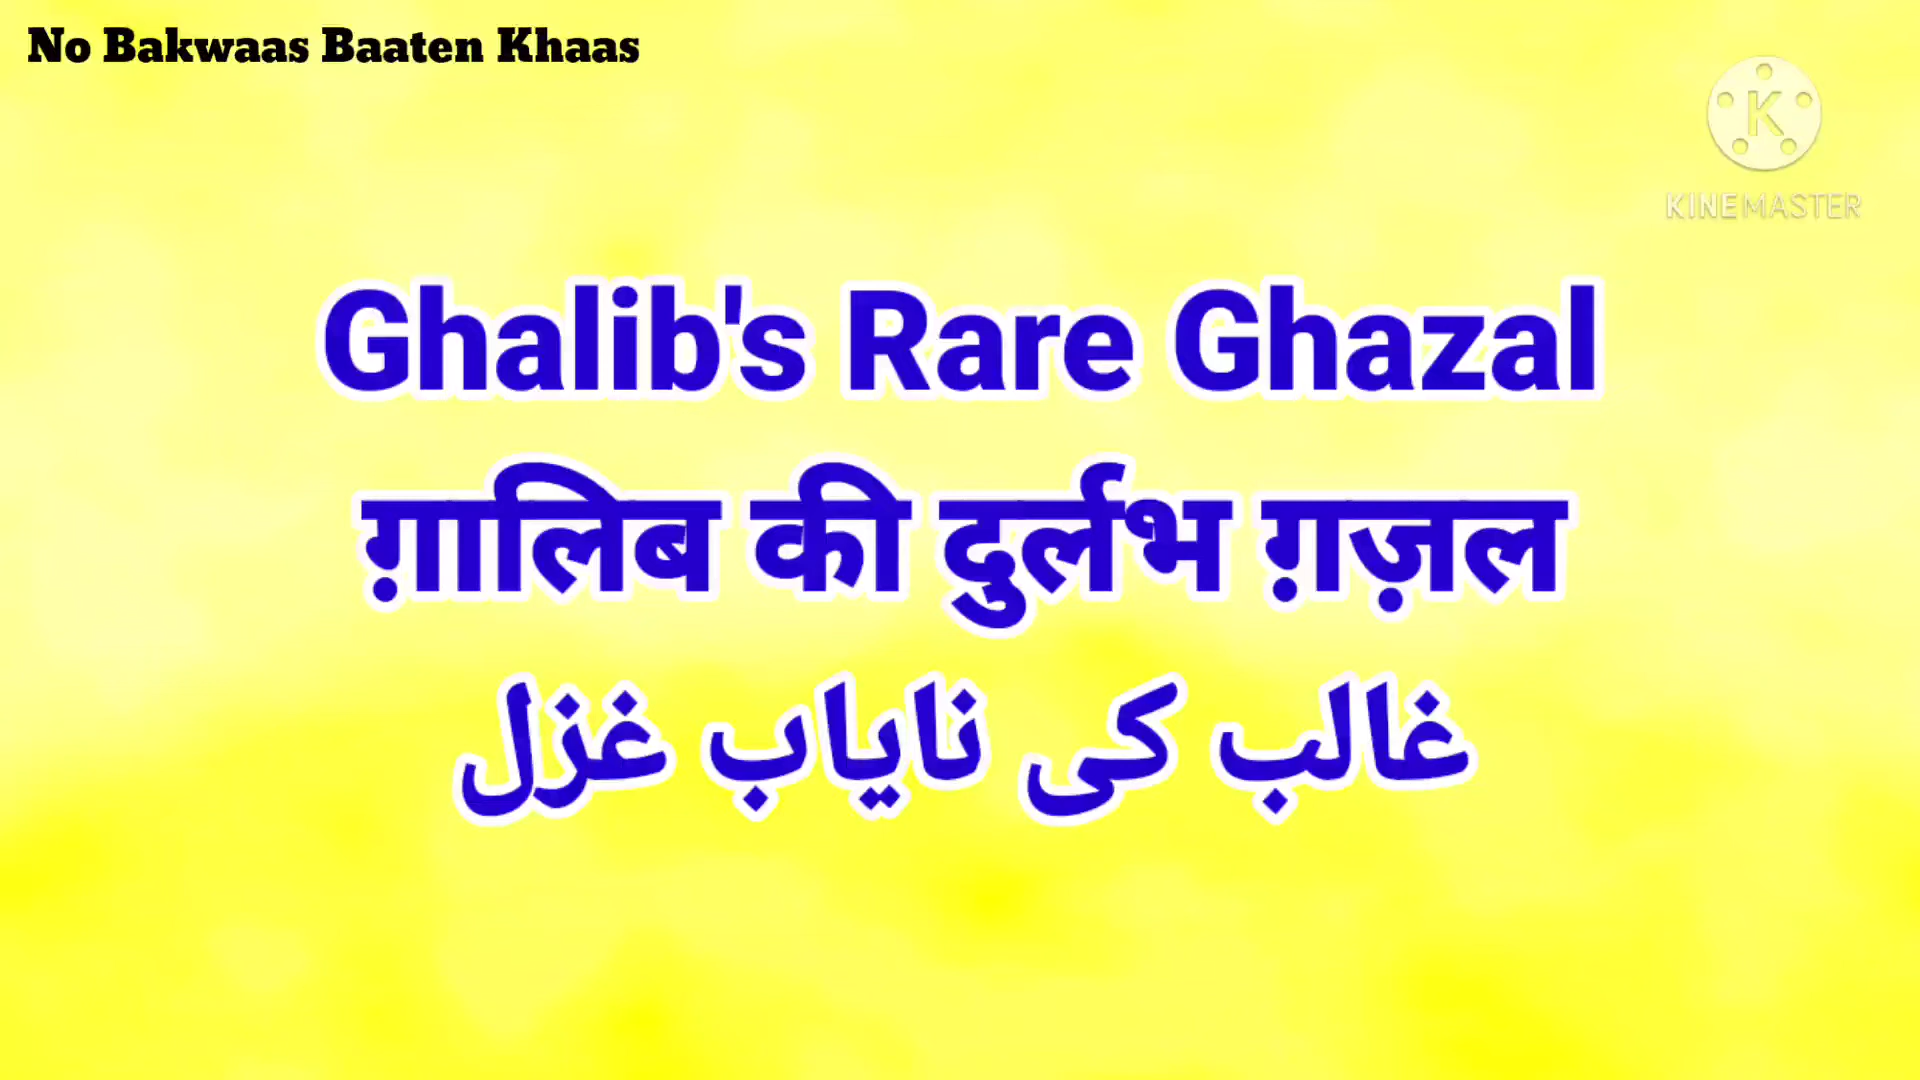 No Bakwaas Baaten Khaas
KINEMASTER
Ghalib's Rare Ghazal
ग़ालिब की दुर्लभ ग़ज़ल
غالب کی نایاب غزل